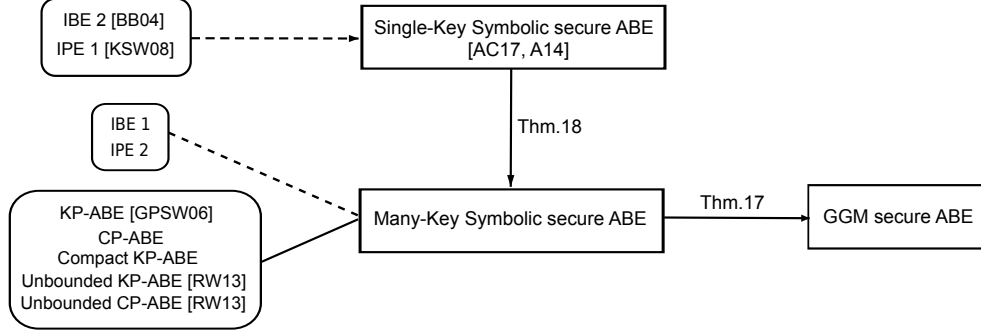 IBE 2 [BB04]
IPE 1 [KSW08]
Single-Key Symbolic secure ABE
[AC17, A14]
Thm.18
IBE 1
IPE 2
KP-ABE [GPSW06]
CP-ABE
Compact KP-ABE
Unbounded KP-ABE [RW13]
Unbounded CP-ABE [RW13]
Many-Key Symbolic secure ABE
Thm.17
GGM secure ABE